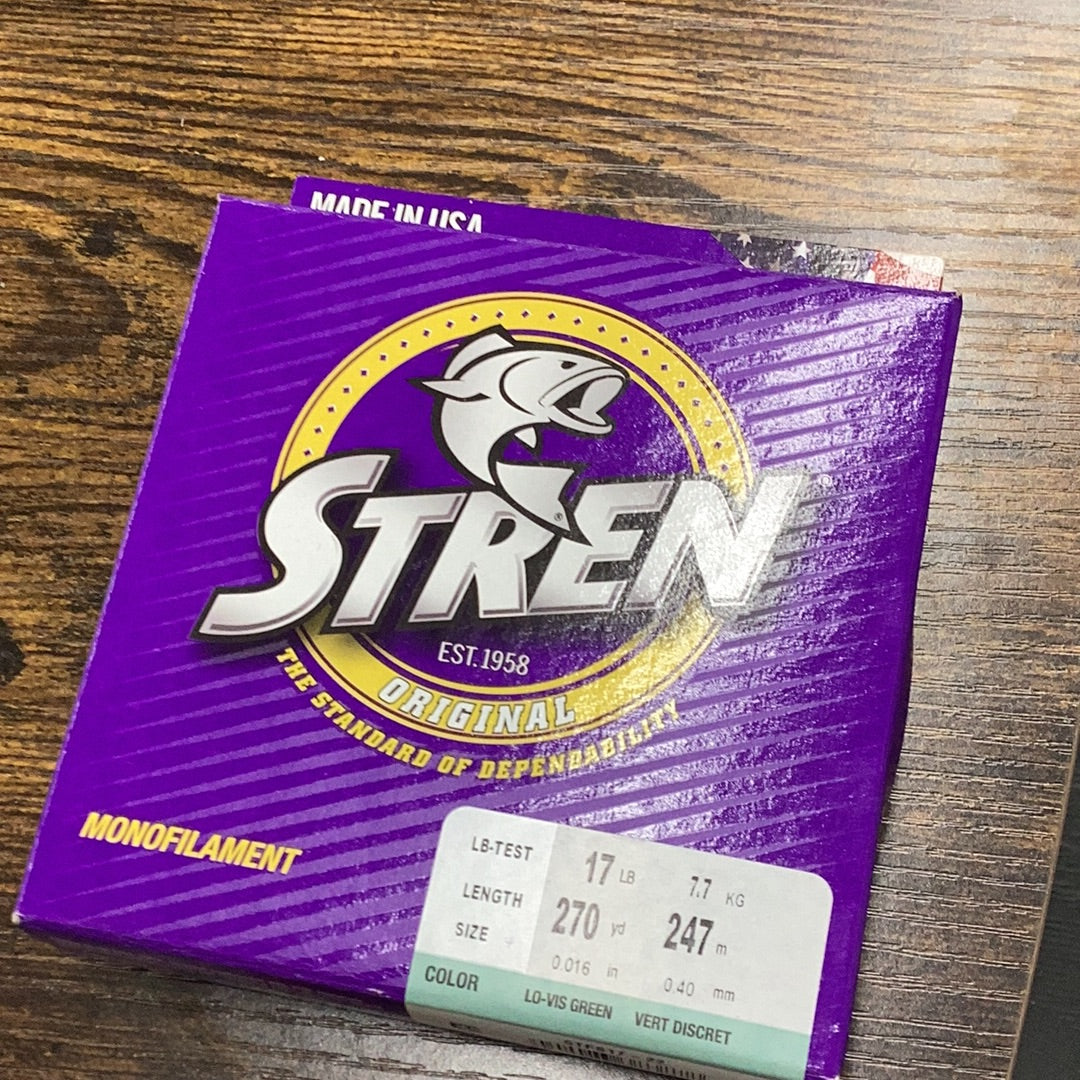 MADE IN USA
STREN
EST. 1958
ORIGINAL
THE STANDARD OF DEPENDABILITY
MONOFILAMENT
LB-TEST 17 LB 7.7 KG
LENGTH 270 yd 247 m
SIZE 0.016 in 0.40 mm
COLOR LO-VIS GREEN VERT DISCRET